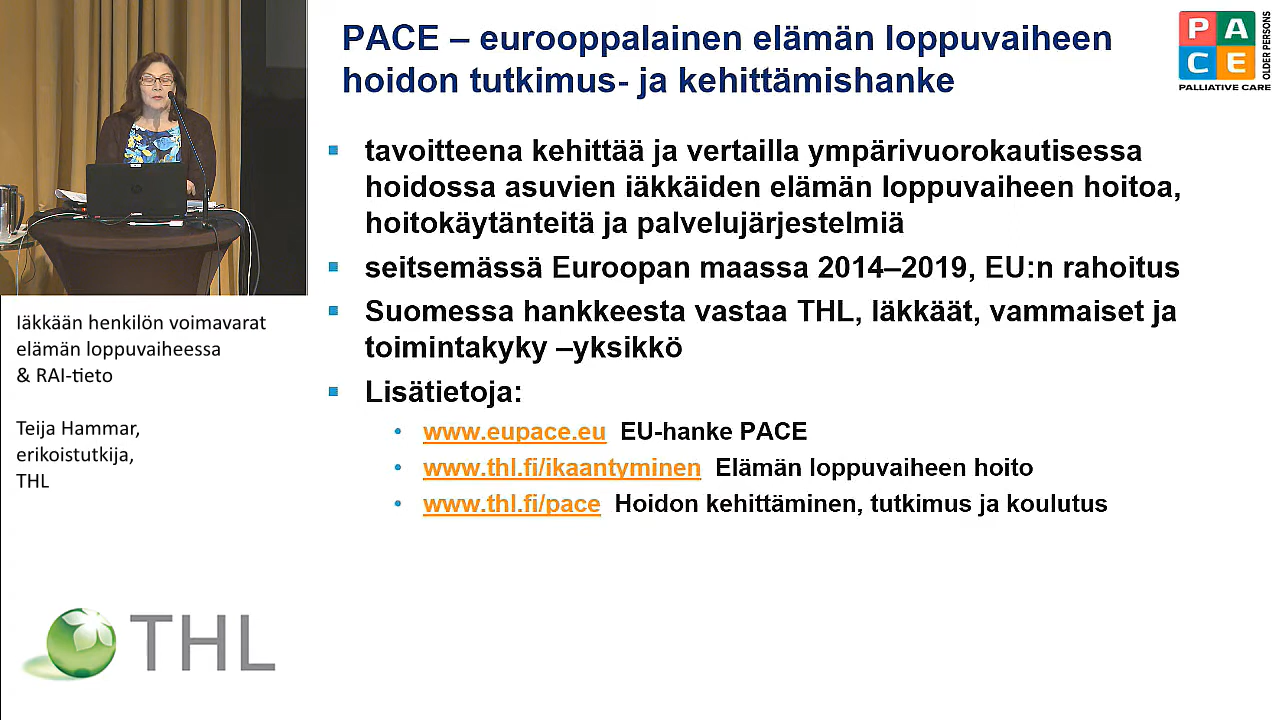 PACE – eurooppalainen elämän loppuvaiheen
hoidon tutkimus- ja kehittämishanke
P A
C E
OLDER PERSONS
PALLIATIVE CARE
tavoitteena kehittää ja vertailla ympärivuorokautisessa
hoidossa asuvien iäkkäiden elämän loppuvaiheen hoitoa,
hoitokäytänteitä ja palvelujärjestelmiä
seitsemässä Euroopan maassa 2014–2019, EU:n rahoitus
Suomessa hankkeesta vastaa THL, Iäkkäät, vammaiset ja
toimintakyky –yksikkö
Lisätietoja:
www.eupace.eu EU-hanke PACE
www.thl.fi/ikaantyminen Elämän loppuvaiheen hoito
www.thl.fi/pace Hoidon kehittäminen, tutkimus ja koulutus
Iäkkään henkilön voimavarat
elämän loppuvaiheessa
& RAI-tieto
Teija Hammar,
erikoistutkija,
THL
THL